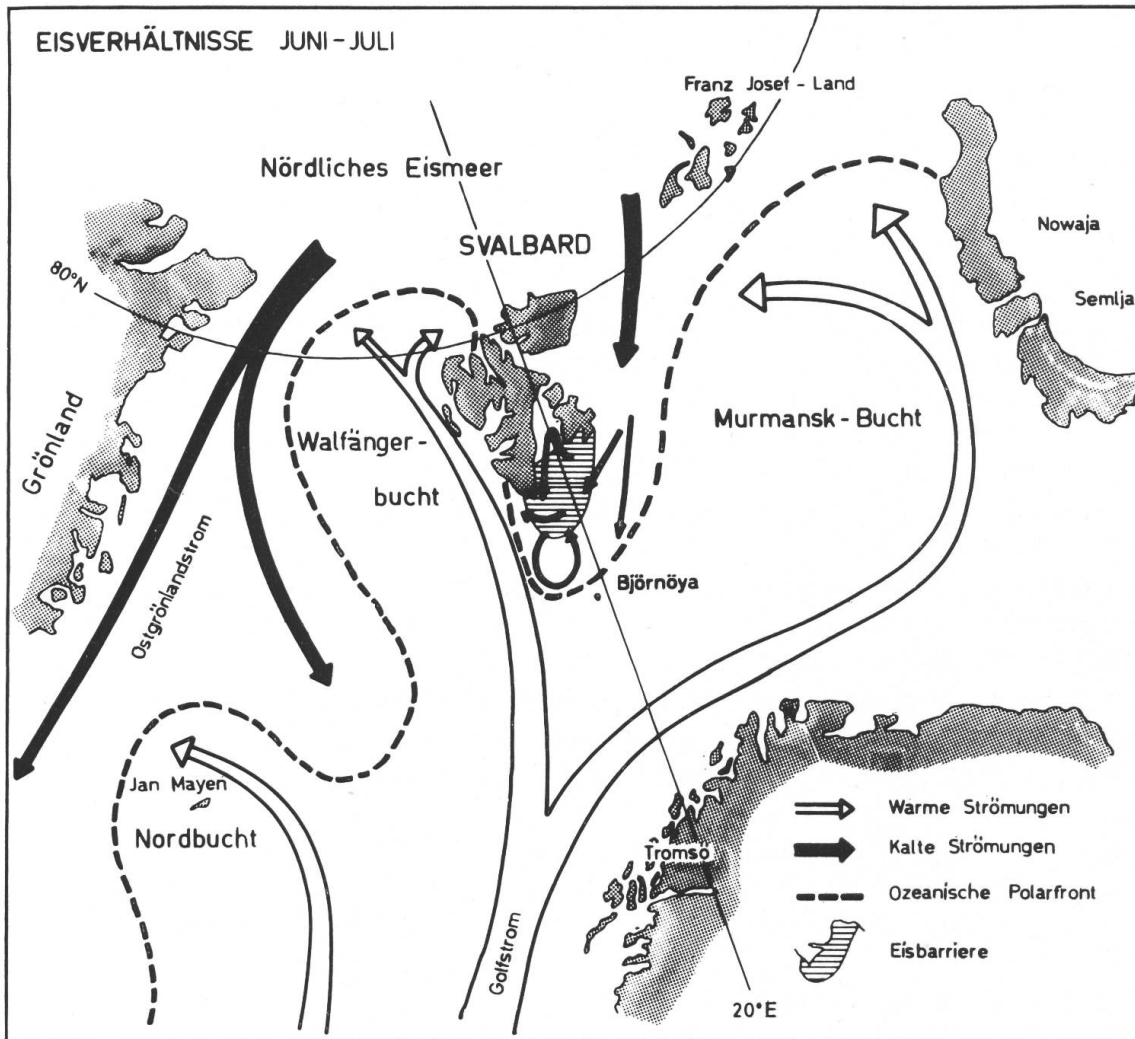 EISVERHÄLTNISSE JUNI-JULI
Franz Josef-Land
Nördliches Eismeer
Nowaja
SVALBARD
80°N
Semlja
Grönland
Walfänger-
bucht
Murmansk-Bucht
Ostgrönlandstrom
Björnöya
Jan Mayen
Nordbucht
Golfstrom
Tromsö
20°E
Warme Strömungen
Kalte Strömungen
Ozeanische Polarfront
Eisbarriere